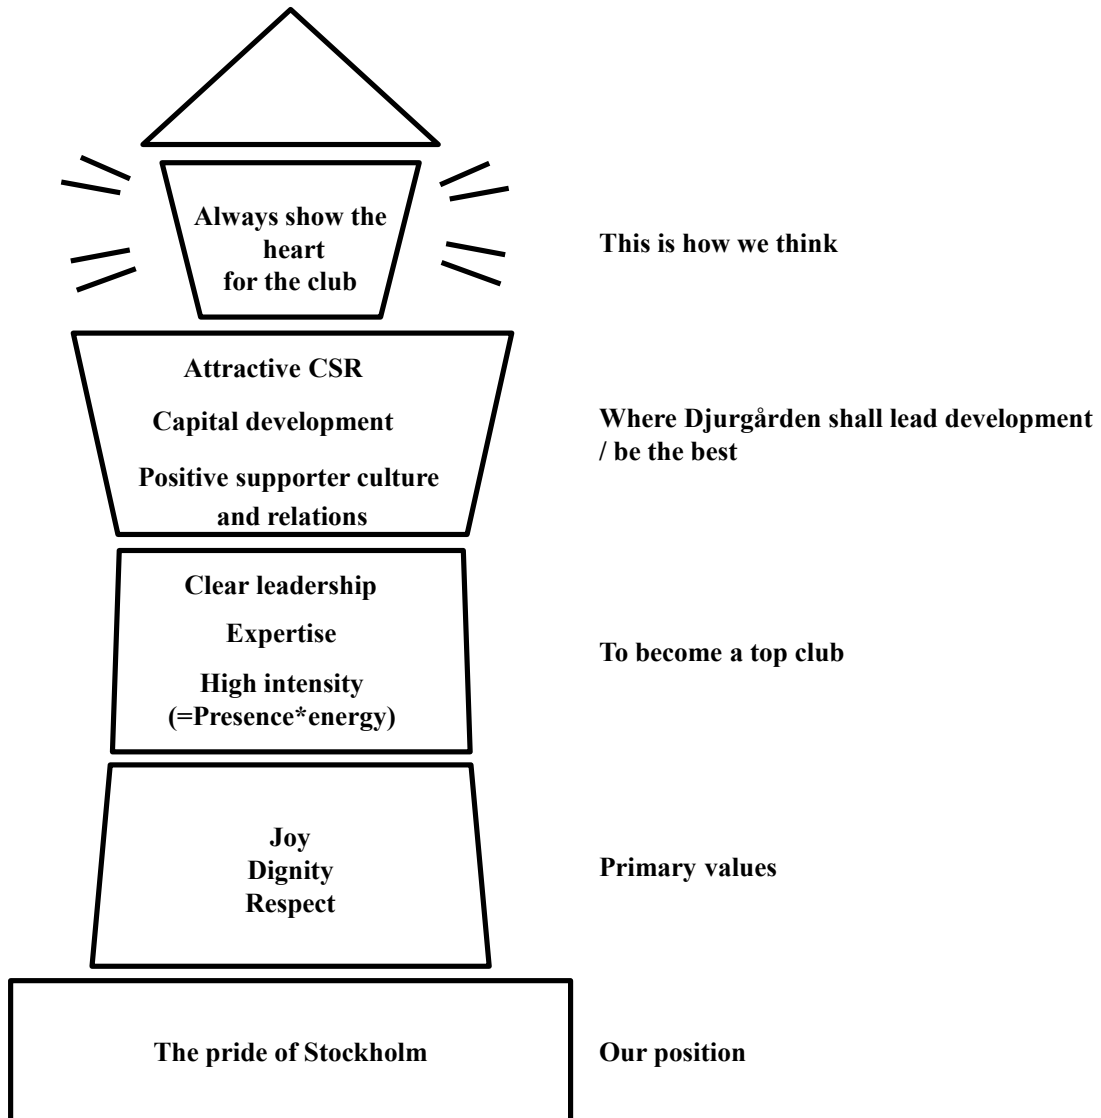 Always show the
heart
for the club
This is how we think
Attractive CSR
Capital development
Positive supporter culture
and relations
Where Djurgården shall lead development
/ be the best
Clear leadership
Expertise
High intensity
(=Presence*energy)
To become a top club
Joy
Dignity
Respect
Primary values
The pride of Stockholm
Our position